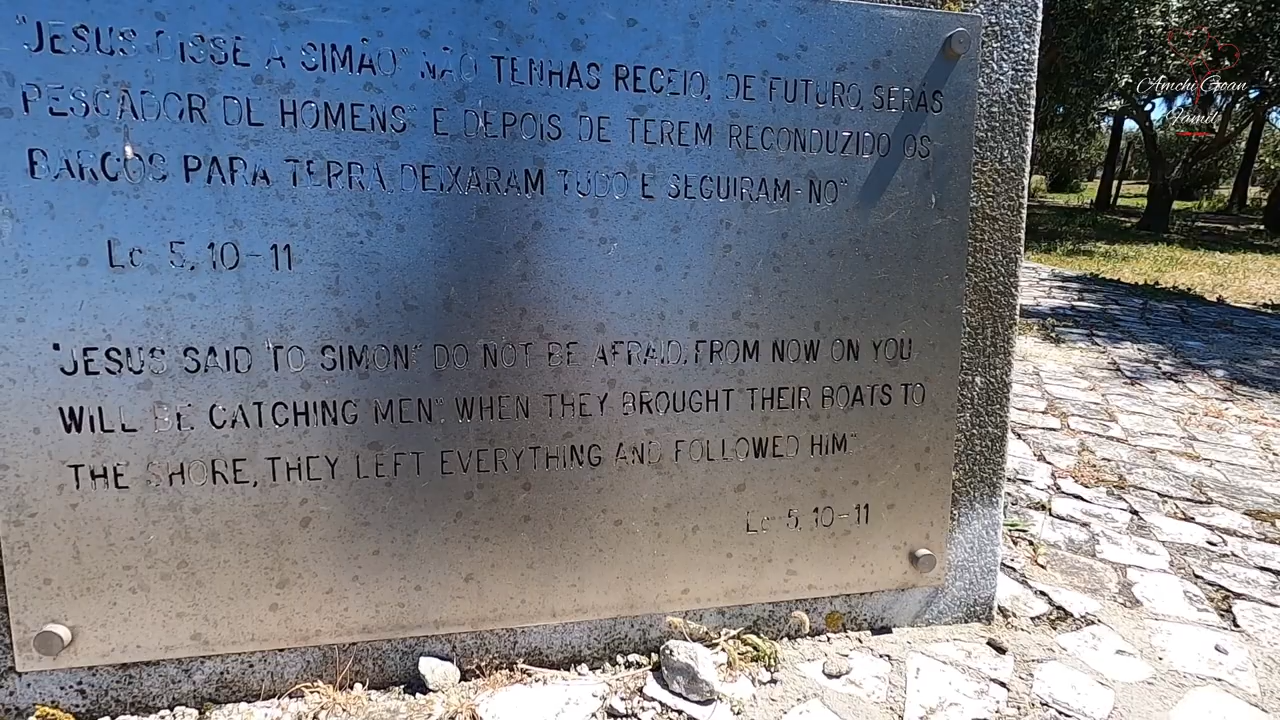 "JESUS DISSE A SIMÃO" NÃO TENHAS RECEIO, DE FUTURO, SERÁS
PESCADOR DE HOMENS" E DEPOIS DE TEREM RECONDUZIDO OS
BARCOS PARA TERRA, DEIXARAM TUDO E SEGUIRAM-NO"
Lc 5, 10-11
"JESUS SAID TO SIMON" DO NOT BE AFRAID, FROM NOW ON YOU
WILL BE CATCHING MEN". WHEN THEY BROUGHT THEIR BOATS TO
THE SHORE, THEY LEFT EVERYTHING AND FOLLOWED HIM."
Lc 5, 10-11
Amchi Goan
Famil